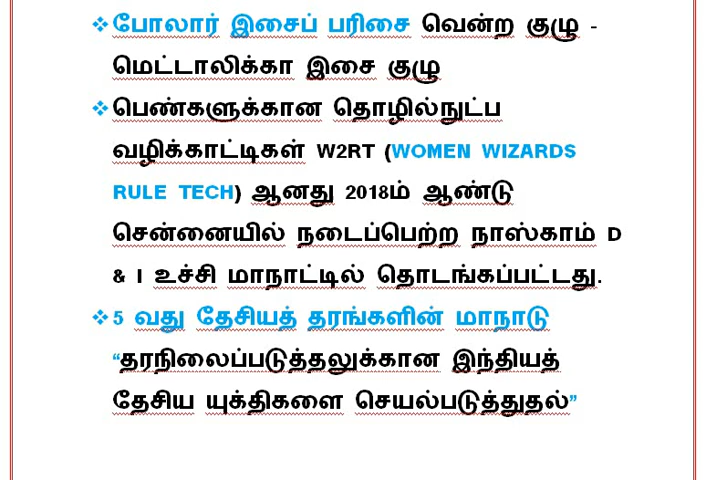 ❖போலார் இசைப் பரிசை வென்ற குழு -
மெட்டாலிக்கா இசை குழு
❖பெண்களுக்கான தொழில்நுட்ப
வழிக்காட்டிகள் W2RT (WOMEN WIZARDS
RULE TECH) ஆனது 2018ம் ஆண்டு
சென்னையில் நடைப்பெற்ற நாஸ்காம் D
& I உச்சி மாநாட்டில் தொடங்கப்பட்டது.
❖5 வது தேசியத் தரங்களின் மாநாடு
“தரநிலைப்படுத்தலுக்கான இந்தியத்
தேசிய யுக்திகளை செயல்படுத்துதல்”